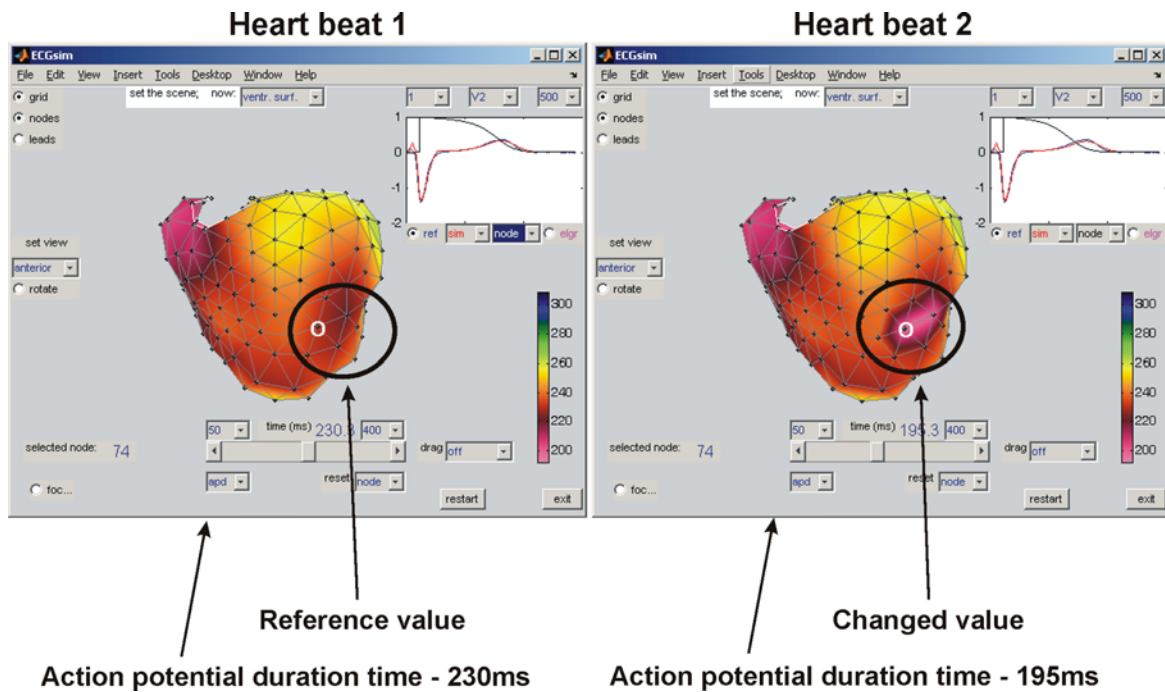 Heart beat 1
Heart beat 2
ECGsim
File Edit View Insert Tools Desktop Window Help
grid
nodes
leads
set the scene; now: ventr. surf.
1 V2 500
1
0
-1
-2
ref sim node elgr
set view
anterior
rotate
300
280
260
240
220
200
50 time (ms) 230.3 400
selected node: 74
drag off
foc...
apd
reset node
restart
exit
ECGsim
File Edit View Insert Tools Desktop Window Help
grid
nodes
leads
set the scene; now: ventr. surf.
1 V2 500
1
0
-1
-2
ref sim node elgr
set view
anterior
rotate
300
280
260
240
220
200
50 time (ms) 195.3 400
selected node: 74
drag off
foc...
apd
reset node
restart
exit
Reference value
Changed value
Action potential duration time - 230ms
Action potential duration time - 195ms